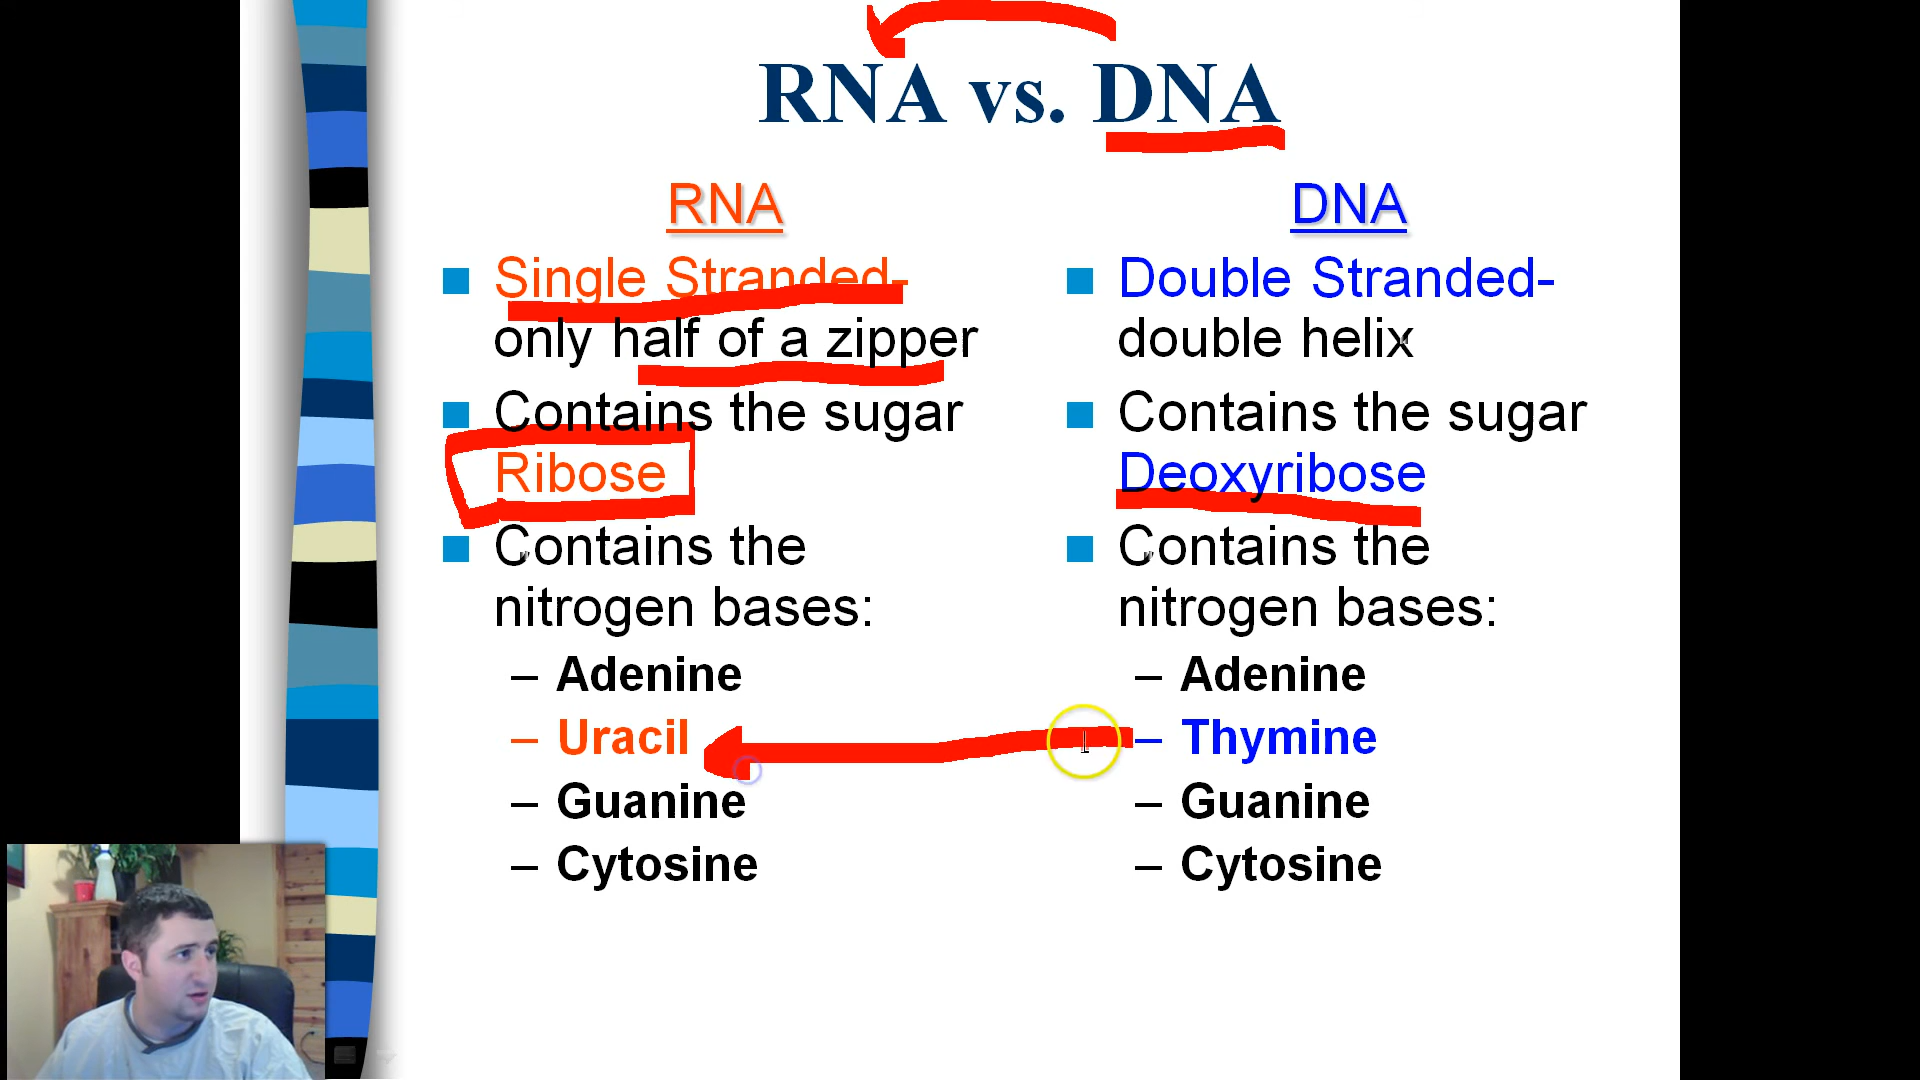 RNA vs. DNA
RNA
Single Stranded-
only half of a zipper
Contains the sugar
Ribose
Contains the
nitrogen bases:
– Adenine
– Uracil
– Guanine
– Cytosine
DNA
Double Stranded-
double helix
Contains the sugar
Deoxyribose
Contains the
nitrogen bases:
– Adenine
– Thymine
– Guanine
– Cytosine